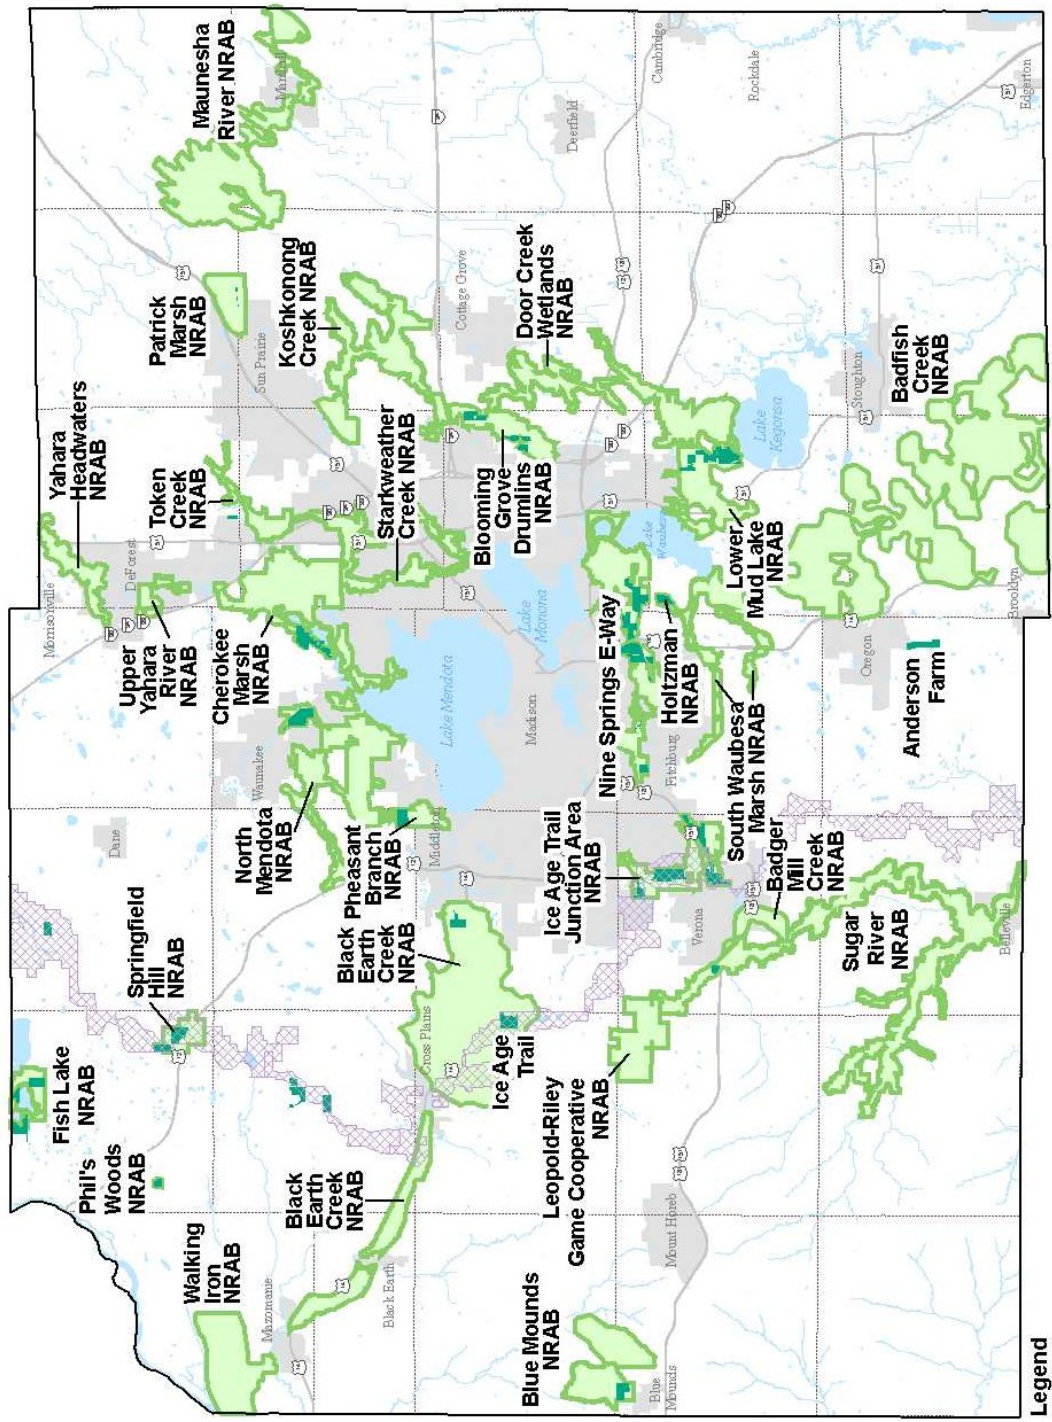 Maunesha
River NRAB
Marshall
Cambridge
Rockdale
Edgerton
Deerfield
Patrick
Marsh
NRAB
Sun Prairie
Koshkonong
Creek NRAB
Cottage Grove
Door Creek
Wetlands
NRAB
Badfish
Creek
NRAB
Stoughton
Lake
Kegonsa
Yahara
Headwaters
NRAB
Token
Creek
NRAB
Starkweather
Creek NRAB
Blooming
Grove
Drumlins
NRAB
Lower
Mud Lake
NRAB
Lake
Waubesa
Morrisonville
DeForest
Upper
Yahara
River
NRAB
Cherokee
Marsh
NRAB
Lake Mendota
Lake
Monona
Madison
Nine Springs E-Way
Holtzman
NRAB
Fitchburg
South Waubesa
Marsh NRAB
Oregon
Brooklyn
Anderson
Farm
Waunakee
North
Mendota
NRAB
Pheasant
Branch
NRAB
Middleton
Dane
Springfield
Hill
NRAB
Black
Earth
Creek
NRAB
Cross Plains
Ice Age Trail
Junction Area
NRAB
Badger
Mill
Creek
NRAB
Verona
Sugar
River
NRAB
Belleville
Ice Age
Trail
Fish Lake
NRAB
Phil's
Woods
NRAB
Walking
Iron
NRAB
Mazomanie
Black
Earth
Creek
NRAB
Black Earth
Leopold-Riley
Game Cooperative
NRAB
Mount Horeb
Blue Mounds
NRAB
Blue
Mounds
Legend